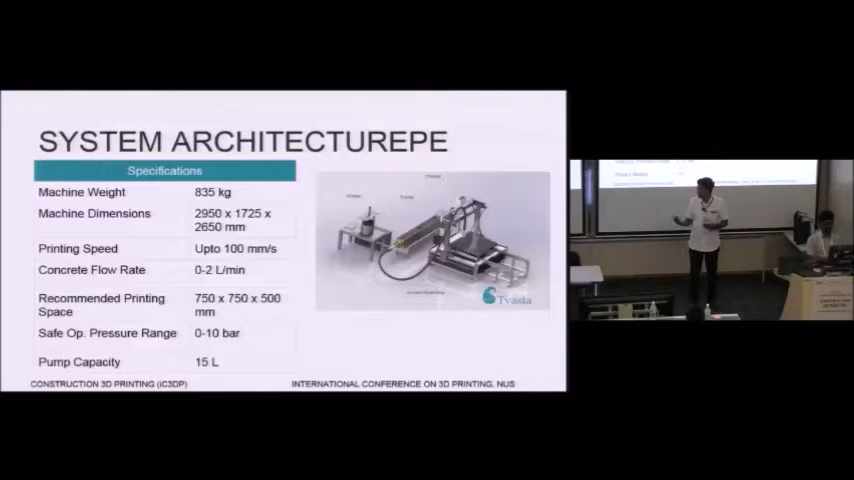 SYSTEM ARCHITECTUREPE
Specifications
Machine Weight 835 kg
Machine Dimensions 2950 x 1725 x
2650 mm
Printing Speed Upto 100 mm/s
Concrete Flow Rate 0-2 L/min
Recommended Printing 750 x 750 x 500
Space mm
Safe Op. Pressure Range 0-10 bar
Pump Capacity 15 L
Tvasta
CONSTRUCTION 3D PRINTING (iC3DP) INTERNATIONAL CONFERENCE ON 3D PRINTING, NUS